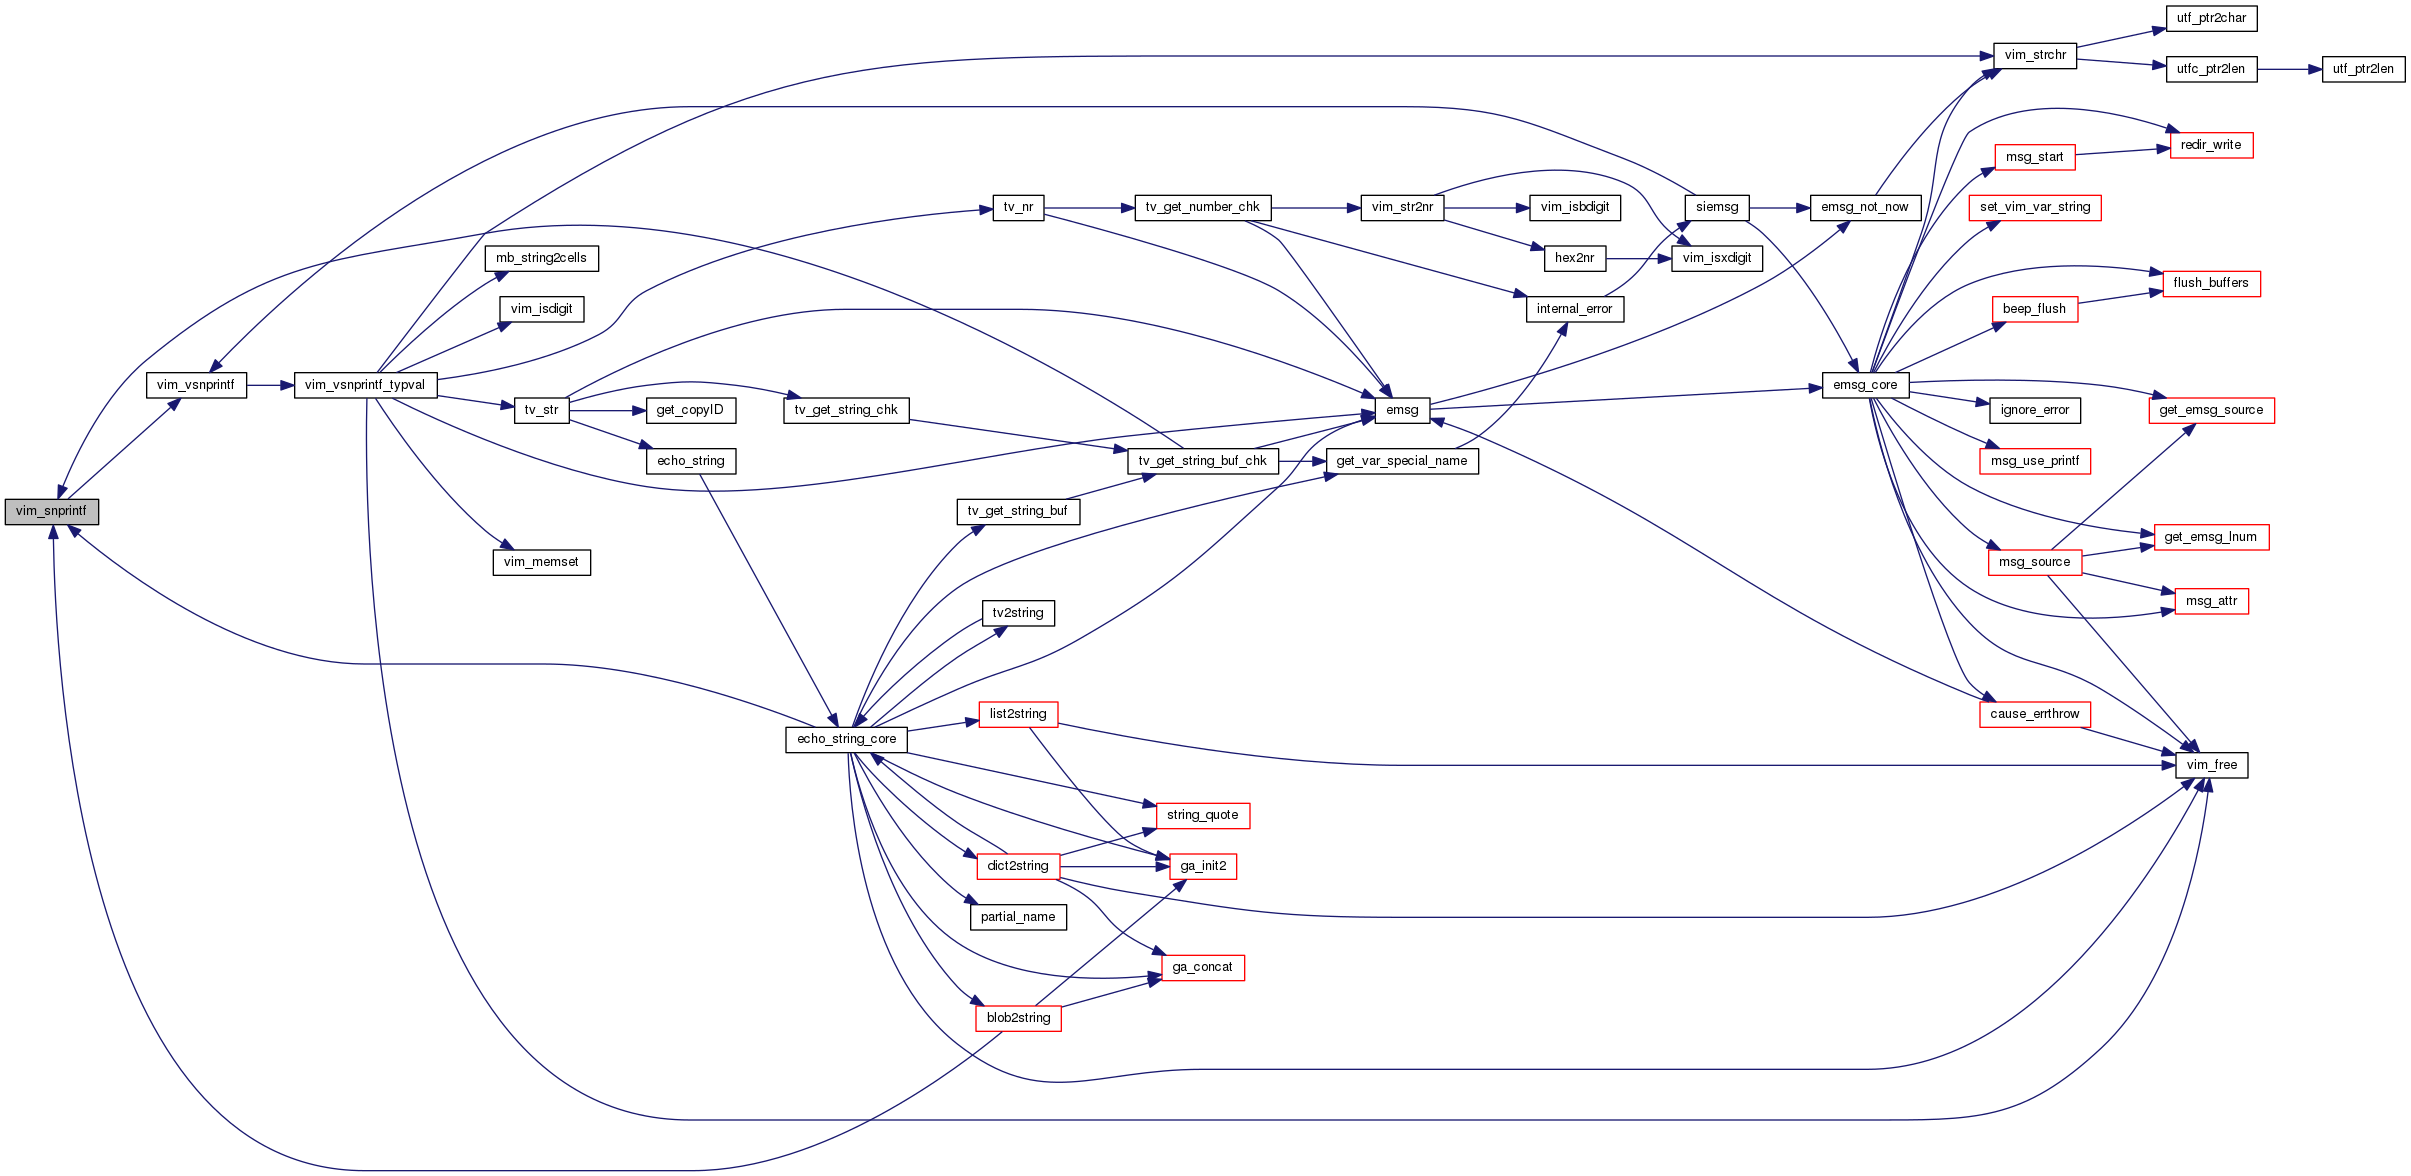 utf_ptr2char
vim_strchr
utfc_ptr2len
utf_ptr2len
redir_write
msg_start
tv_nr
tv_get_number_chk
vim_str2nr
vim_isbdigit
siemsg
emsg_not_now
set_vim_var_string
mb_string2cells
hex2nr
vim_isxdigit
flush_buffers
vim_isdigit
internal_error
beep_flush
vim_vsnprintf
vim_vsnprintf_typval
emsg_core
tv_str
get_copyID
tv_get_string_chk
emsg
ignore_error
get_emsg_source
echo_string
tv_get_string_buf_chk
get_var_special_name
msg_use_printf
vim_snprintf
tv_get_string_buf
get_emsg_lnum
vim_memset
msg_source
tv2string
msg_attr
list2string
cause_errthrow
echo_string_core
vim_free
string_quote
dict2string
ga_init2
partial_name
ga_concat
blob2string